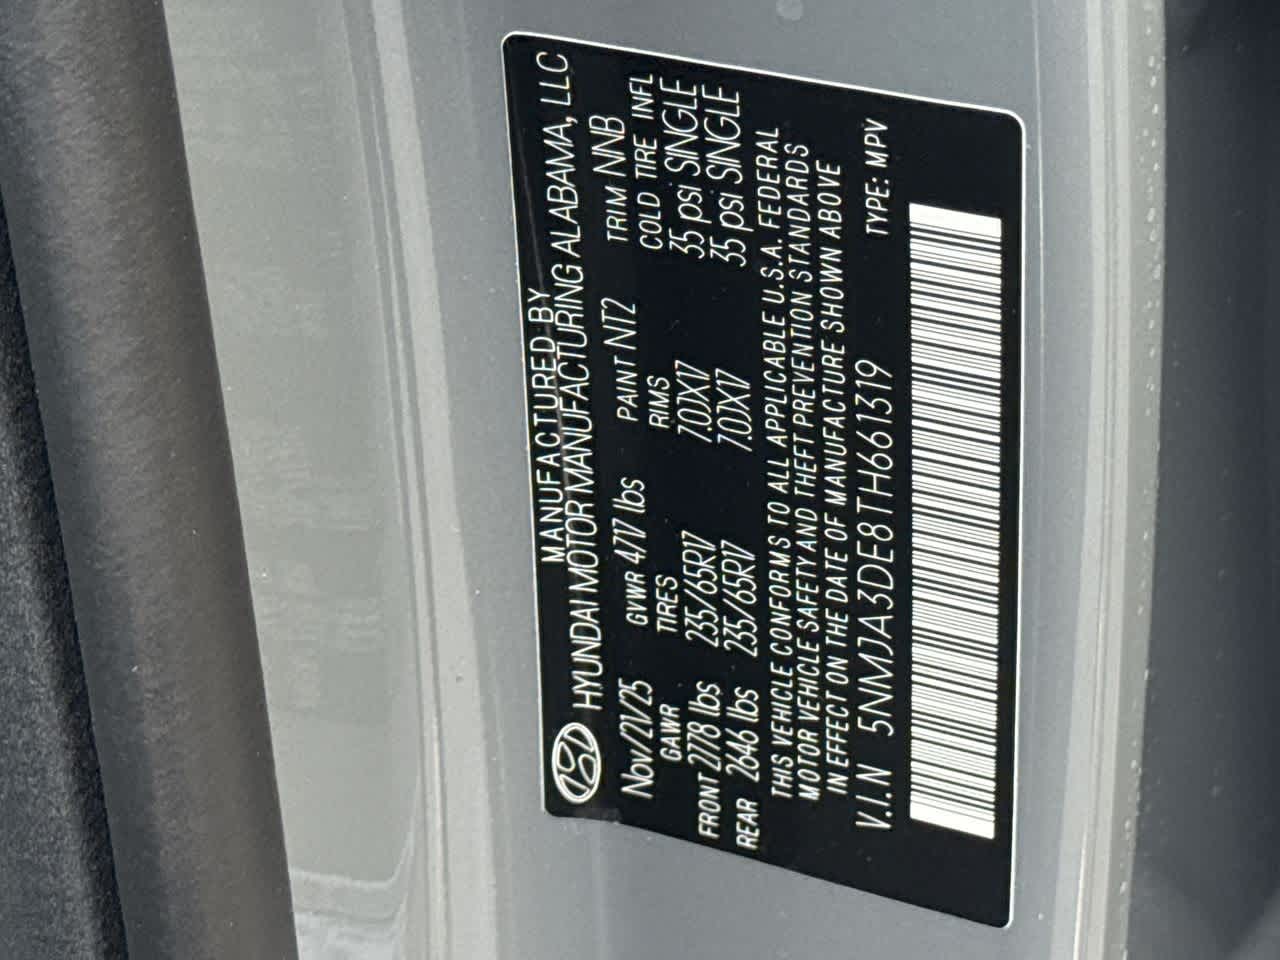 MANUFACTURED BY
HYUNDAI MOTOR MANUFACTURING ALABAMA, LLC
Nov/21/25 GVWR 4717 lbs PAINT NT2 TRIM NNB
GAWR TIRES RIMS COLD TIRE INFL
FRONT 2778 lbs 235/65R17 7.0JX17 35 psi SINGLE
REAR 2646 lbs 235/65R17 7.0JX17 35 psi SINGLE
THIS VEHICLE CONFORMS TO ALL APPLICABLE U.S.A. FEDERAL
MOTOR VEHICLE SAFETY AND THEFT PREVENTION STANDARDS
IN EFFECT ON THE DATE OF MANUFACTURE SHOWN ABOVE
V.I.N 5NMJA3DE8TH661319 TYPE: MPV